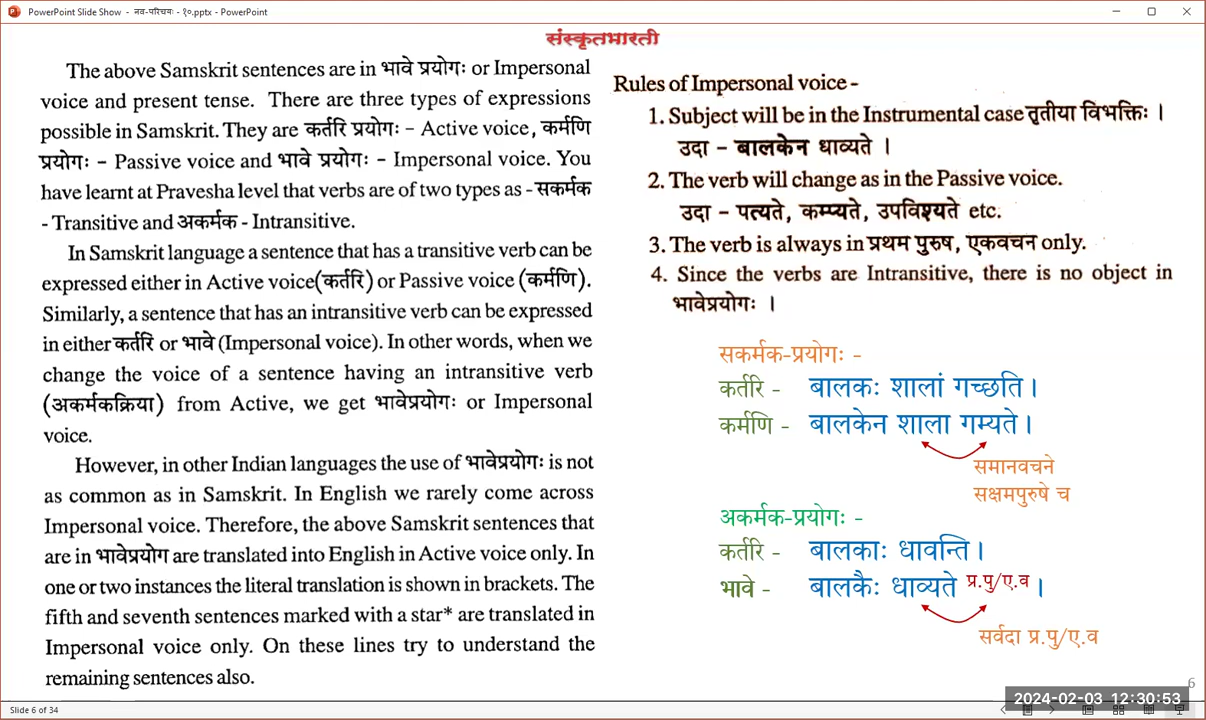 PowerPoint Slide Show - नव-परिचयः - १०.pptx - PowerPoint
संस्कृतभारती
The above Samskrit sentences are in भावे प्रयोगः or Impersonal
voice and present tense. There are three types of expressions
possible in Samskrit. They are कर्तरि प्रयोगः - Active voice, कर्मणि
प्रयोगः - Passive voice and भावे प्रयोगः - Impersonal voice. You
have learnt at Pravesha level that verbs are of two types as - सकर्मक
- Transitive and अकर्मक - Intransitive.
In Samskrit language a sentence that has a transitive verb can be
expressed either in Active voice(कर्तरि) or Passive voice (कर्मणि).
Similarly, a sentence that has an intransitive verb can be expressed
in either कर्तरि or भावे (Impersonal voice). In other words, when we
change the voice of a sentence having an intransitive verb
(अकर्मकक्रिया) from Active, we get भावेप्रयोगः or Impersonal
voice.
However, in other Indian languages the use of भावेप्रयोगः is not
as common as in Samskrit. In English we rarely come across
Impersonal voice. Therefore, the above Samskrit sentences that
are in भावेप्रयोग are translated into English in Active voice only. In
one or two instances the literal translation is shown in brackets. The
fifth and seventh sentences marked with a star* are translated in
Impersonal voice only. On these lines try to understand the
remaining sentences also.
Rules of Impersonal voice -
1. Subject will be in the Instrumental case तृतीया विभक्तिः ।
उदा - बालकेन धाव्यते ।
2. The verb will change as in the Passive voice.
उदा - पत्यते, कम्प्यते, उपविश्यते etc.
3. The verb is always in प्रथम पुरुष, एकवचन only.
4. Since the verbs are Intransitive, there is no object in
भावेप्रयोगः ।
सकर्मक-प्रयोगः -
कर्तरि - बालकः शालां गच्छति ।
कर्मणि - बालकेन शाला गम्यते ।
समानवचने
सक्षमपुरुषे च
अकर्मक-प्रयोगः -
कर्तरि - बालकाः धावन्ति ।
भावे - बालकैः धाव्यते प्र.पु/ए.व ।
सर्वदा प्र.पु/ए.व
6
2024-02-03 12:30:53
Slide 6 of 34